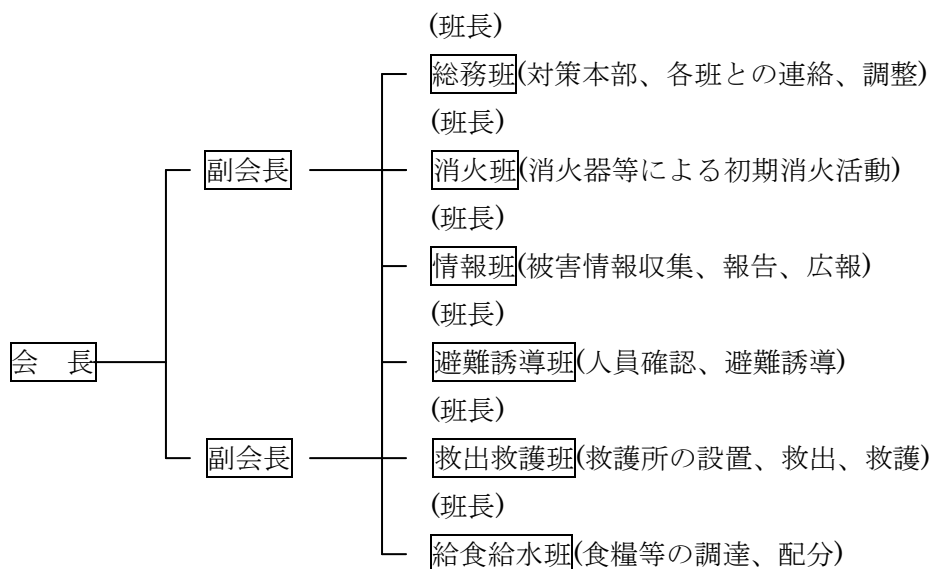 (班長)
総務班(対策本部、各班との連絡、調整)
(班長)
副会長 消火班(消火器等による初期消火活動)
(班長)
情報班(被害情報収集、報告、広報)
(班長)
会　長 避難誘導班(人員確認、避難誘導)
(班長)
副会長 救出救護班(救護所の設置、救出、救護)
(班長)
給食給水班(食糧等の調達、配分)